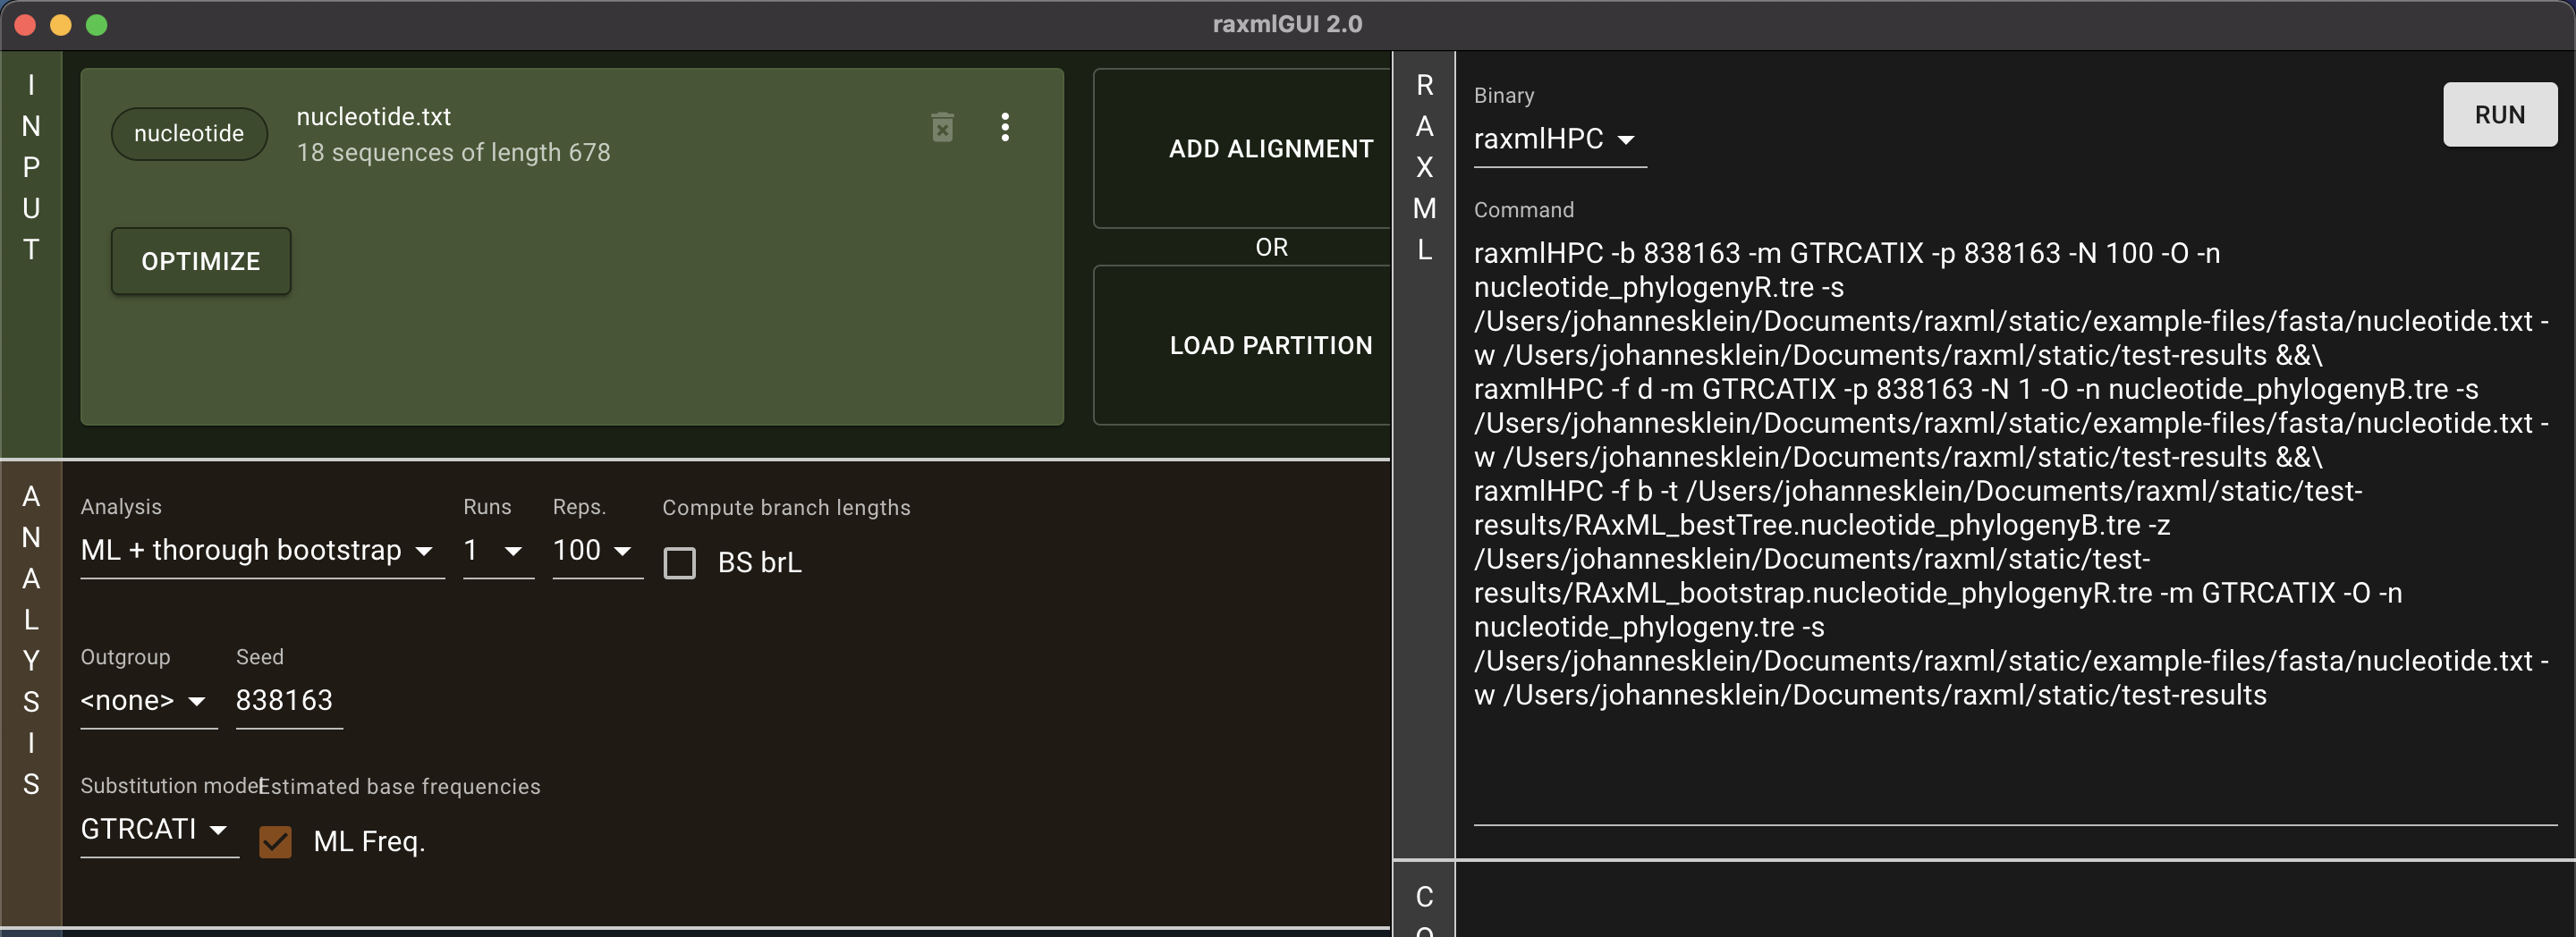 raxmlGUI 2.0
INPUT
nucleotide
nucleotide.txt
18 sequences of length 678
OPTIMIZE
ADD ALIGNMENT
OR
LOAD PARTITION
ANALYSIS
Analysis
ML + thorough bootstrap
Runs
1
Reps.
100
Compute branch lengths
BS brL
Outgroup
<none>
Seed
838163
Substitution model
GTRCATI
Estimated base frequencies
ML Freq.
RAXML
Binary
raxmlHPC
RUN
Command
raxmlHPC -b 838163 -m GTRCATIX -p 838163 -N 100 -O -n
nucleotide_phylogenyR.tre -s
/Users/johannesklein/Documents/raxml/static/example-files/fasta/nucleotide.txt -
w /Users/johannesklein/Documents/raxml/static/test-results &&\
raxmlHPC -f d -m GTRCATIX -p 838163 -N 1 -O -n nucleotide_phylogenyB.tre -s
/Users/johannesklein/Documents/raxml/static/example-files/fasta/nucleotide.txt -
w /Users/johannesklein/Documents/raxml/static/test-results &&\
raxmlHPC -f b -t /Users/johannesklein/Documents/raxml/static/test-
results/RAxML_bestTree.nucleotide_phylogenyB.tre -z
/Users/johannesklein/Documents/raxml/static/test-
results/RAxML_bootstrap.nucleotide_phylogenyR.tre -m GTRCATIX -O -n
nucleotide_phylogeny.tre -s
/Users/johannesklein/Documents/raxml/static/example-files/fasta/nucleotide.txt -
w /Users/johannesklein/Documents/raxml/static/test-results
C